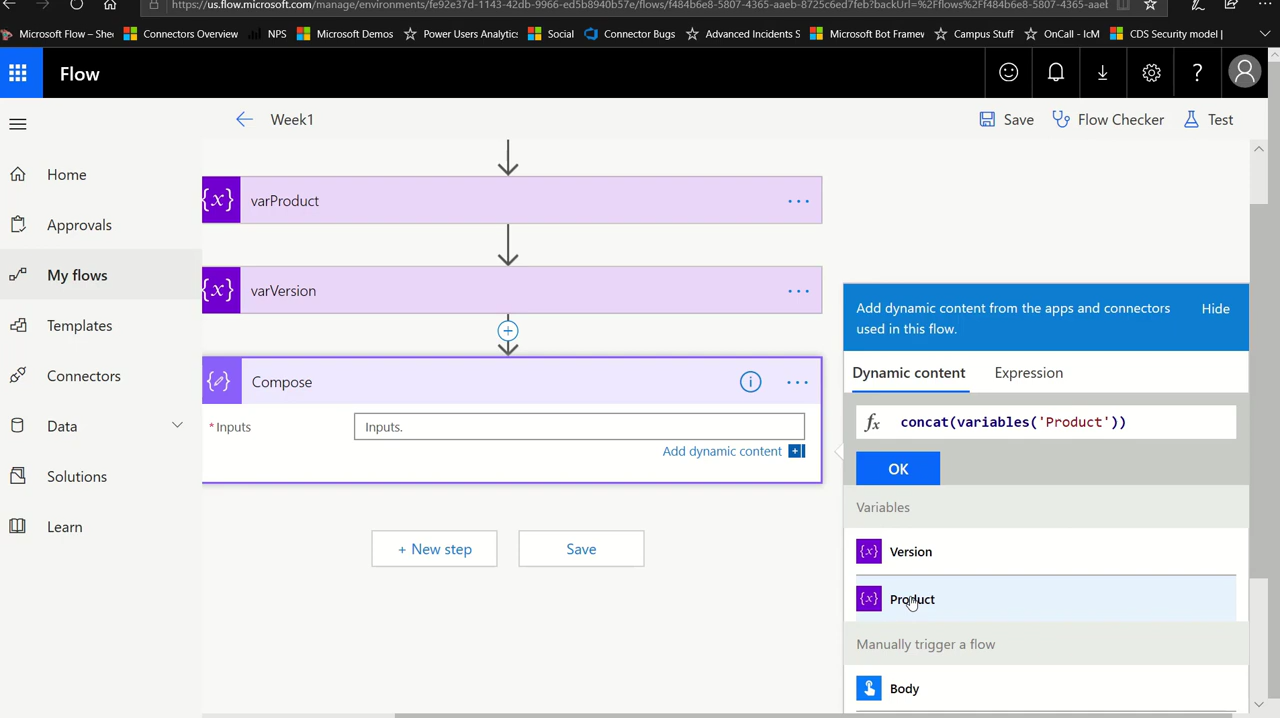 https://us.flow.microsoft.com/manage/environments/fe92e37d-1143-42db-9966-ed5b8940b57e/flows/f484b6e8-5807-4365-aaeb-8725c6ed7feb?backUrl=%2Fflows%2Ff484b6e8-5807-4365-aael
Microsoft Flow – She Connectors Overview NPS Microsoft Demos Power Users Analytics Social Connector Bugs Advanced Incidents S Microsoft Bot Framew Campus Stuff OnCall - IcM CDS Security model |
Flow
?
Week1
Save
Flow Checker
Test
Home
Approvals
My flows
Templates
Connectors
Data
Solutions
Learn
{x} varProduct ...
{x} varVersion ...
Compose ...
* Inputs
Inputs.
Add dynamic content
+ New step
Save
Add dynamic content from the apps and connectors
used in this flow.
Hide
Dynamic content
Expression
fx concat(variables('Product'))
OK
Variables
{x} Version
{x} Product
Manually trigger a flow
Body